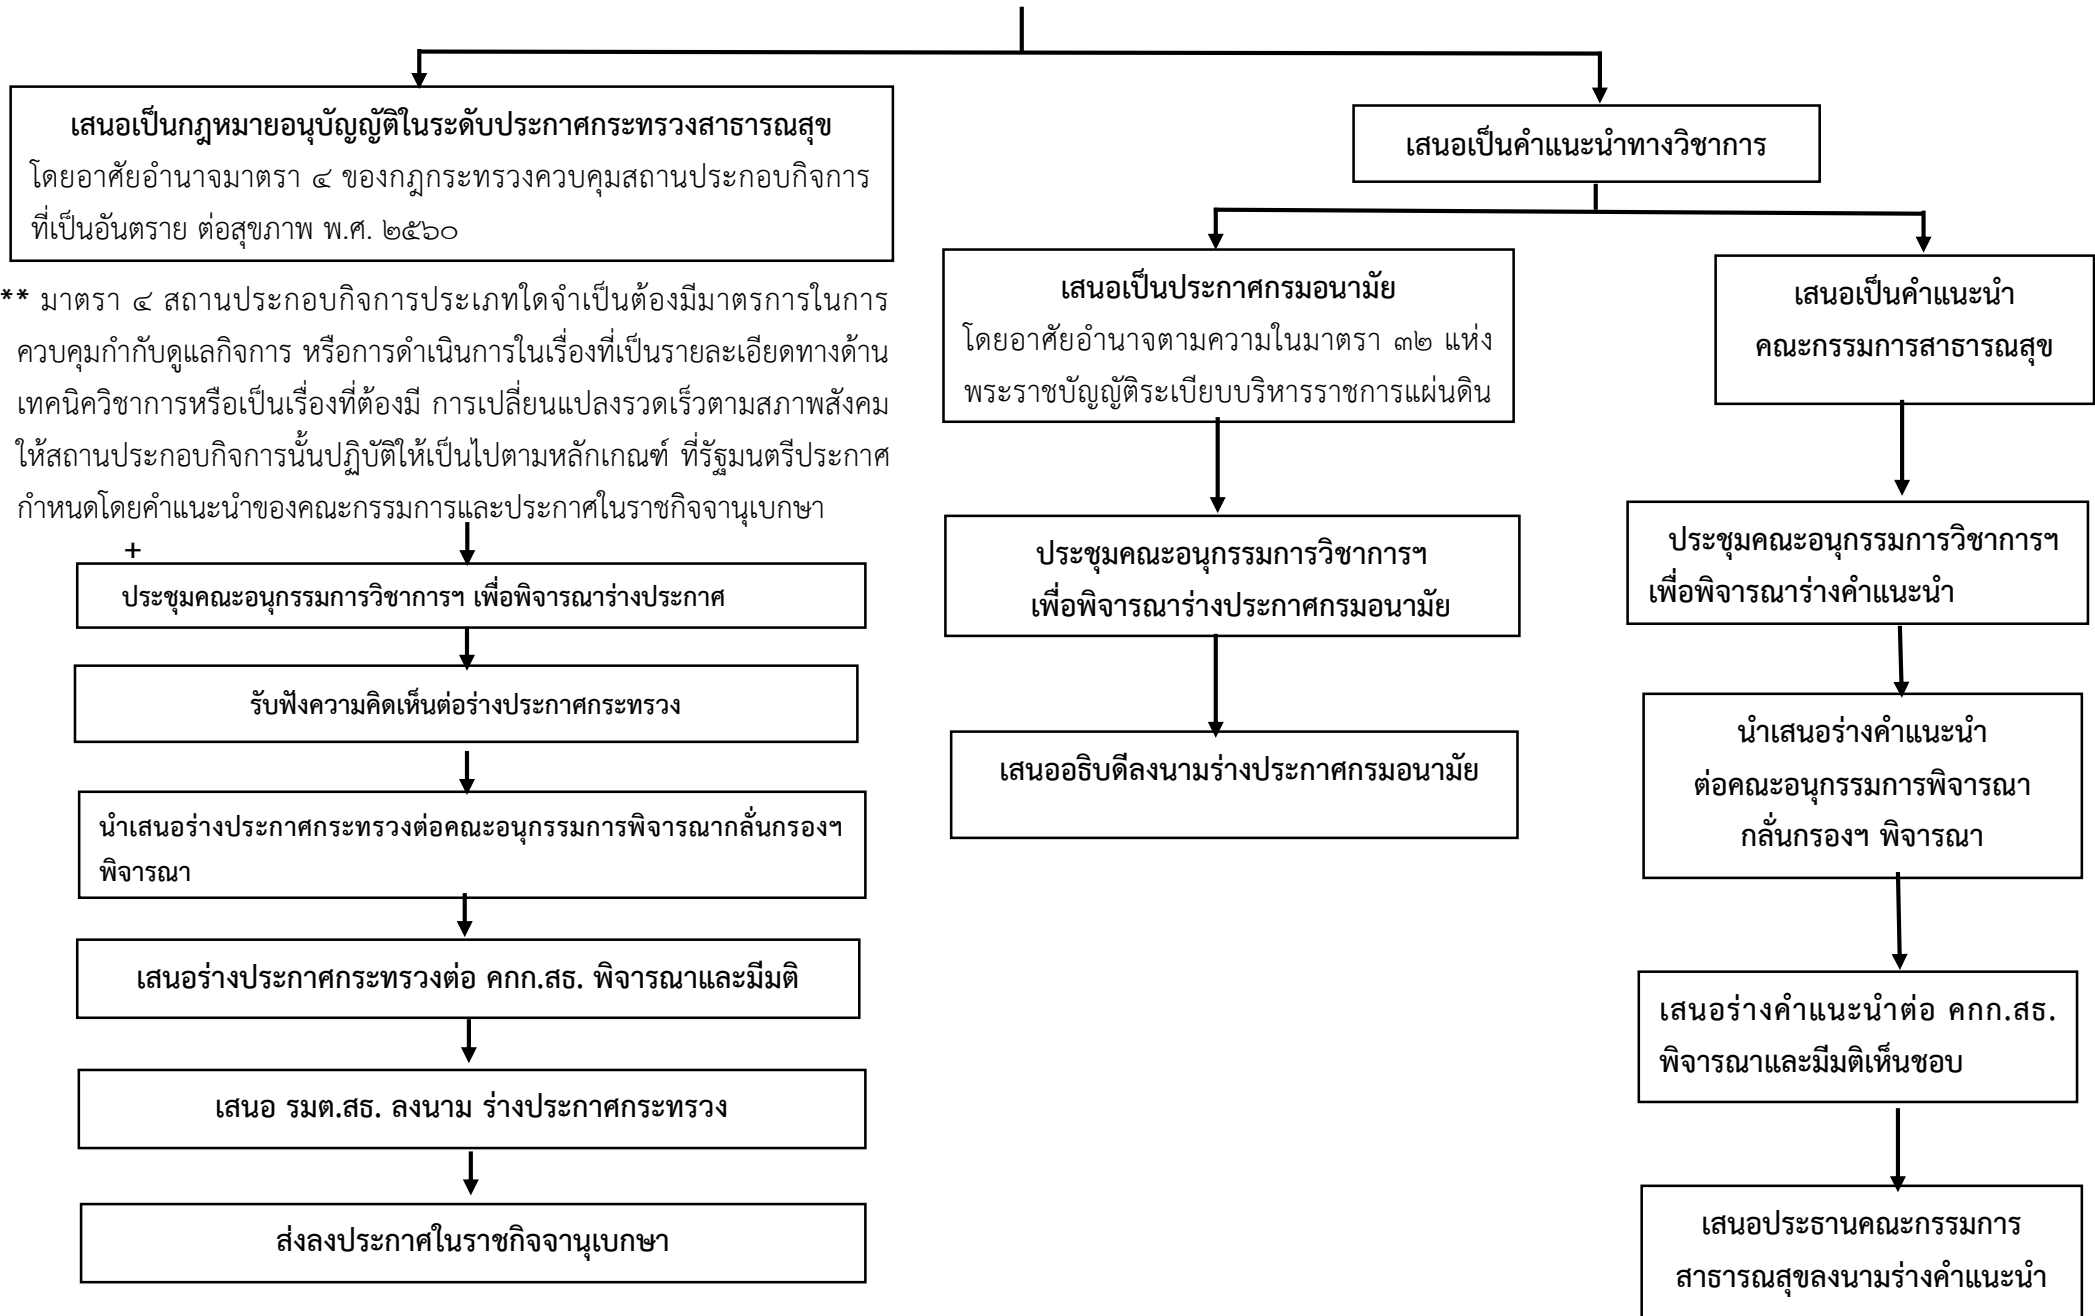 เสนอเป็นกฎหมายอนุบัญญัติในระดับประกาศกระทรวงสาธารณสุข
โดยอาศัยอำนาจมาตรา ๔ ของกฎกระทรวงควบคุมสถานประกอบกิจการ
ที่เป็นอันตราย ต่อสุขภาพ พ.ศ. ๒๕๖๐
** มาตรา ๔ สถานประกอบกิจการประเภทใดจำเป็นต้องมีมาตรการในการ
ควบคุมกำกับดูแลกิจการ หรือการดำเนินการในเรื่องที่เป็นรายละเอียดทางด้าน
เทคนิควิชาการหรือเป็นเรื่องที่ต้องมี การเปลี่ยนแปลงรวดเร็วตามสภาพสังคม
ให้สถานประกอบกิจการนั้นปฏิบัติให้เป็นไปตามหลักเกณฑ์ ที่รัฐมนตรีประกาศ
กำหนดโดยคำแนะนำของคณะกรรมการและประกาศในราชกิจจานุเบกษา
+
ประชุมคณะอนุกรรมการวิชาการฯ เพื่อพิจารณาร่างประกาศ
รับฟังความคิดเห็นต่อร่างประกาศกระทรวง
นำเสนอร่างประกาศกระทรวงต่อคณะอนุกรรมการพิจารณากลั่นกรองฯ
พิจารณา
เสนอร่างประกาศกระทรวงต่อ คกก.สธ. พิจารณาและมีมติ
เสนอ รมต.สธ. ลงนาม ร่างประกาศกระทรวง
ส่งลงประกาศในราชกิจจานุเบกษา
เสนอเป็นคำแนะนำทางวิชาการ
เสนอเป็นประกาศกรมอนามัย
โดยอาศัยอำนาจตามความในมาตรา ๓๒ แห่ง
พระราชบัญญัติระเบียบบริหารราชการแผ่นดิน
ประชุมคณะอนุกรรมการวิชาการฯ
เพื่อพิจารณาร่างประกาศกรมอนามัย
เสนออธิบดีลงนามร่างประกาศกรมอนามัย
เสนอเป็นคำแนะนำ
คณะกรรมการสาธารณสุข
ประชุมคณะอนุกรรมการวิชาการฯ
เพื่อพิจารณาร่างคำแนะนำ
นำเสนอร่างคำแนะนำ
ต่อคณะอนุกรรมการพิจารณา
กลั่นกรองฯ พิจารณา
เสนอร่างคำแนะนำต่อ คกก.สธ.
พิจารณาและมีมติเห็นชอบ
เสนอประธานคณะกรรมการ
สาธารณสุขลงนามร่างคำแนะนำ